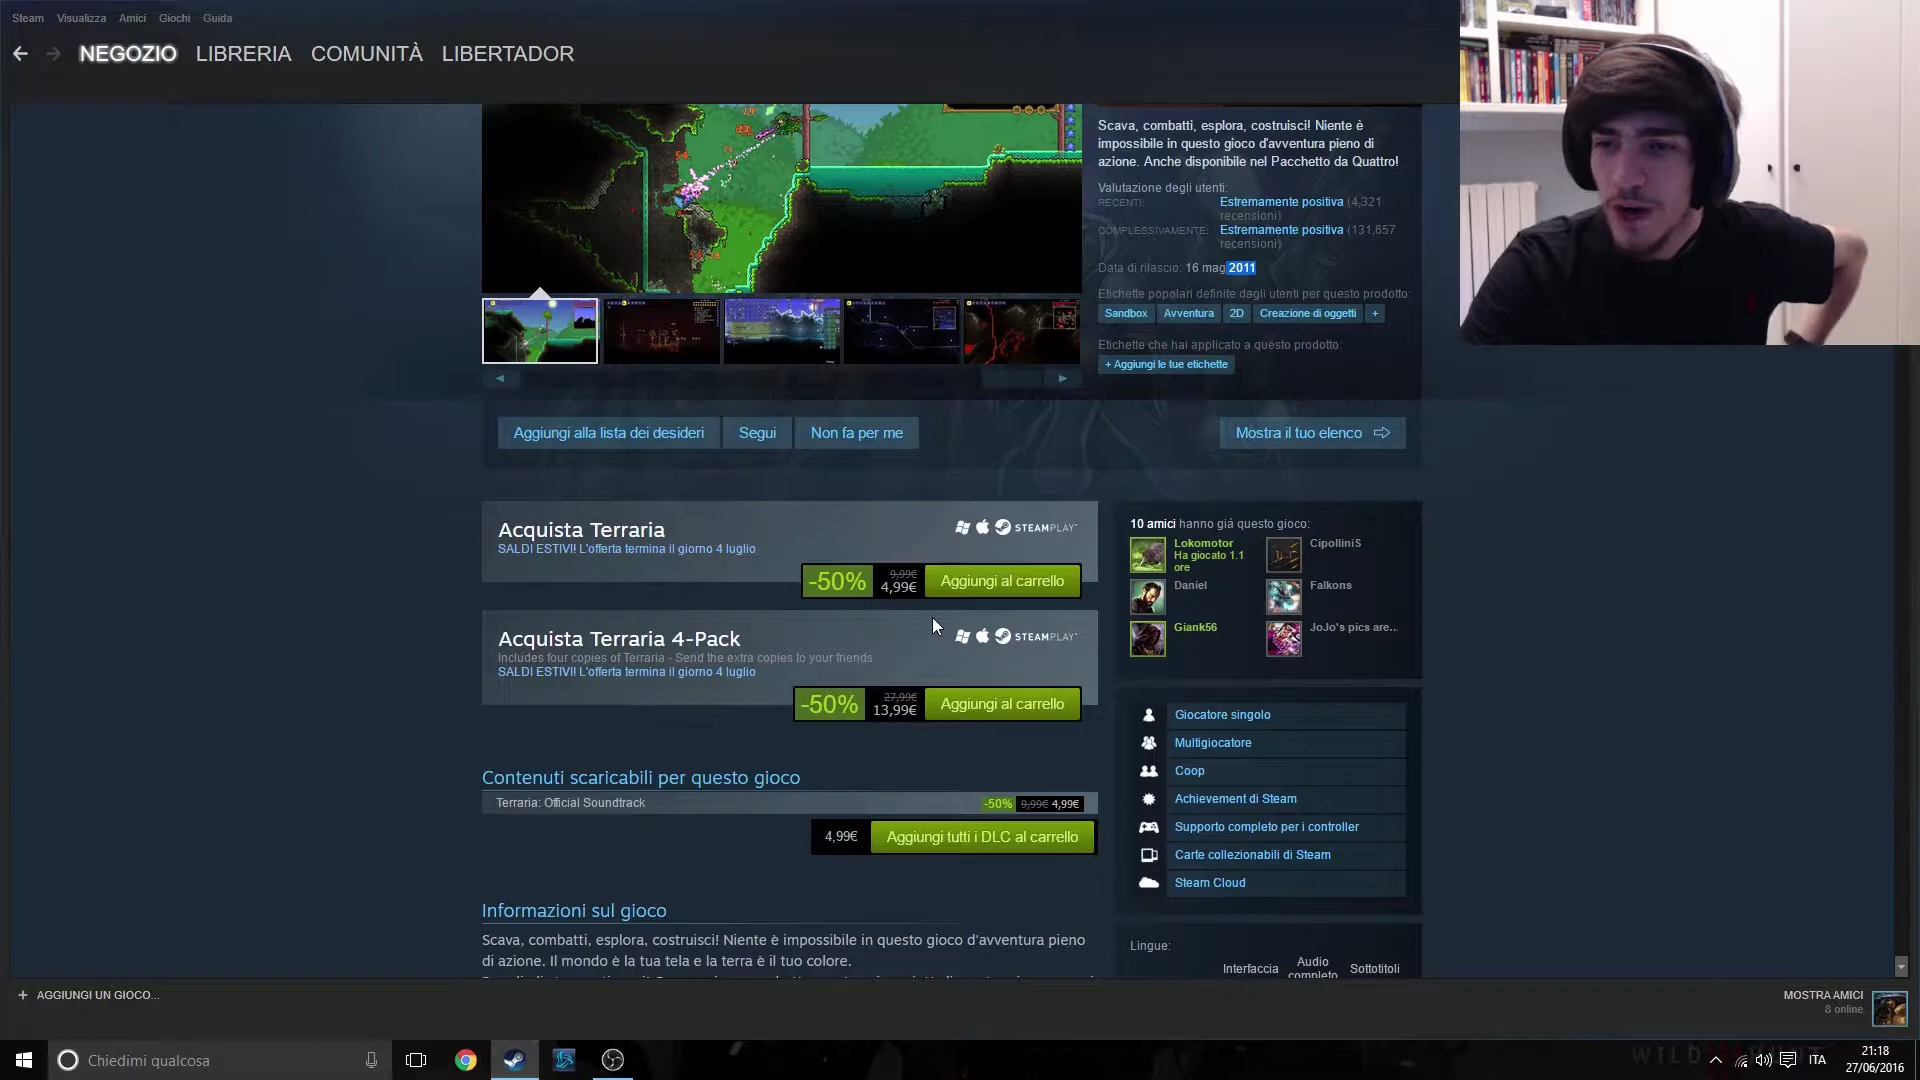 Steam Visualizza Amici Giochi Guida
NEGOZIO LIBRERIA COMUNITÀ LIBERTADOR
Scava, combatti, esplora, costruisci! Niente è
impossibile in questo gioco d'avventura pieno di
azione. Anche disponibile nel Pacchetto da Quattro!
Valutazione degli utenti:
RECENTI: Estremamente positiva (4,321
recensioni)
COMPLESSIVAMENTE: Estremamente positiva (131,657
recensioni)
Data di rilascio: 16 mag 2011
Etichette popolari definite dagli utenti per questo prodotto:
Sandbox Avventura 2D Creazione di oggetti +
Etichette che hai applicato a questo prodotto:
+ Aggiungi le tue etichette
Aggiungi alla lista dei desideri Segui Non fa per me Mostra il tuo elenco
Acquista Terraria
STEAMPLAY
SALDI ESTIVI! L'offerta termina il giorno 4 luglio
-50% 9,99€ 4,99€ Aggiungi al carrello
Acquista Terraria 4-Pack
STEAMPLAY
Includes four copies of Terraria - Send the extra copies to your friends
SALDI ESTIVI! L'offerta termina il giorno 4 luglio
-50% 27,99€ 13,99€ Aggiungi al carrello
Contenuti scaricabili per questo gioco
Terraria: Official Soundtrack -50% 9,99€ 4,99€
4,99€ Aggiungi tutti i DLC al carrello
Informazioni sul gioco
Scava, combatti, esplora, costruisci! Niente è impossibile in questo gioco d'avventura pieno
di azione. Il mondo è la tua tela e la terra è il tuo colore.
10 amici hanno già questo gioco:
Lokomotor
Ha giocato 1.1
ore
CipolliniS
Daniel
Falkons
Giank56
JoJo's pics are...
Giocatore singolo
Multigiocatore
Coop
Achievement di Steam
Supporto completo per i controller
Carte collezionabili di Steam
Steam Cloud
Lingue:
Interfaccia Audio completo Sottotitoli
+ AGGIUNGI UN GIOCO...
MOSTRA AMICI
8 online
Chiedimi qualcosa
ITA
21:18
27/06/2016